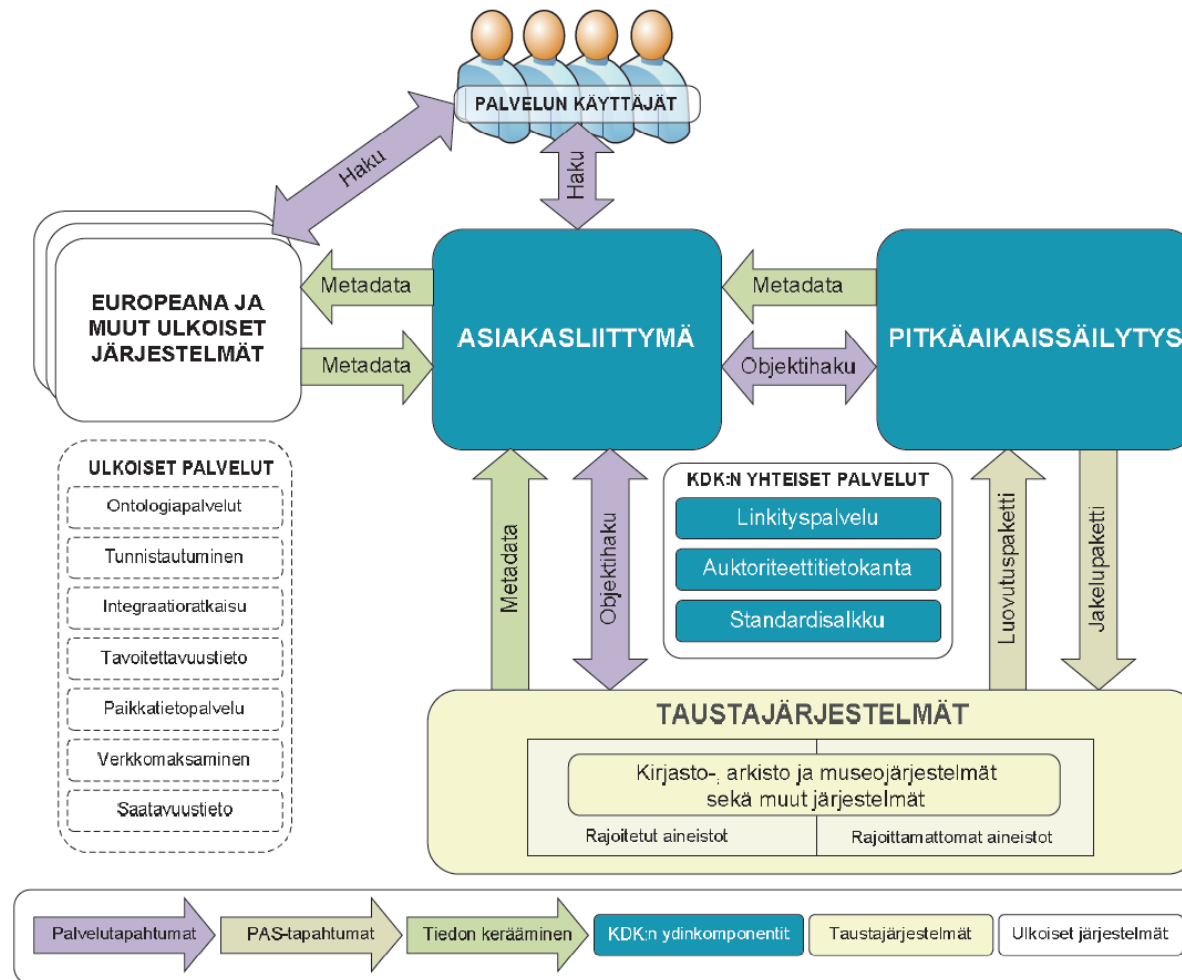 PALVELUN KÄYTTÄJÄT
Haku
Haku
EUROPEANA JA
MUUT ULKOISET
JÄRJESTELMÄT
Metadata
Metadata
ASIAKASLIITTYMÄ
Metadata
Objektihaku
PITKÄAIKAISSÄILYTYS
ULKOISET PALVELUT
Ontologiapalvelut
Tunnistautuminen
Integraatioratkaisu
Tavoitettavuustieto
Paikkatietopalvelu
Verkkomaksaminen
Saatavuustieto
Metadata
Objektihaku
KDK:N YHTEISET PALVELUT
Linkityspalvelu
Auktoriteettitietokanta
Standardisalkku
Luovutuspaketti
Jakelupaketti
TAUSTAJÄRJESTELMÄT
Kirjasto-, arkisto ja museojärjestelmät
sekä muut järjestelmät
Rajoitetut aineistot
Rajoittamattomat aineistot
Palvelutapahtumat
PAS-tapahtumat
Tiedon kerääminen
KDK:n ydinkomponentit
Taustajärjestelmät
Ulkoiset järjestelmät